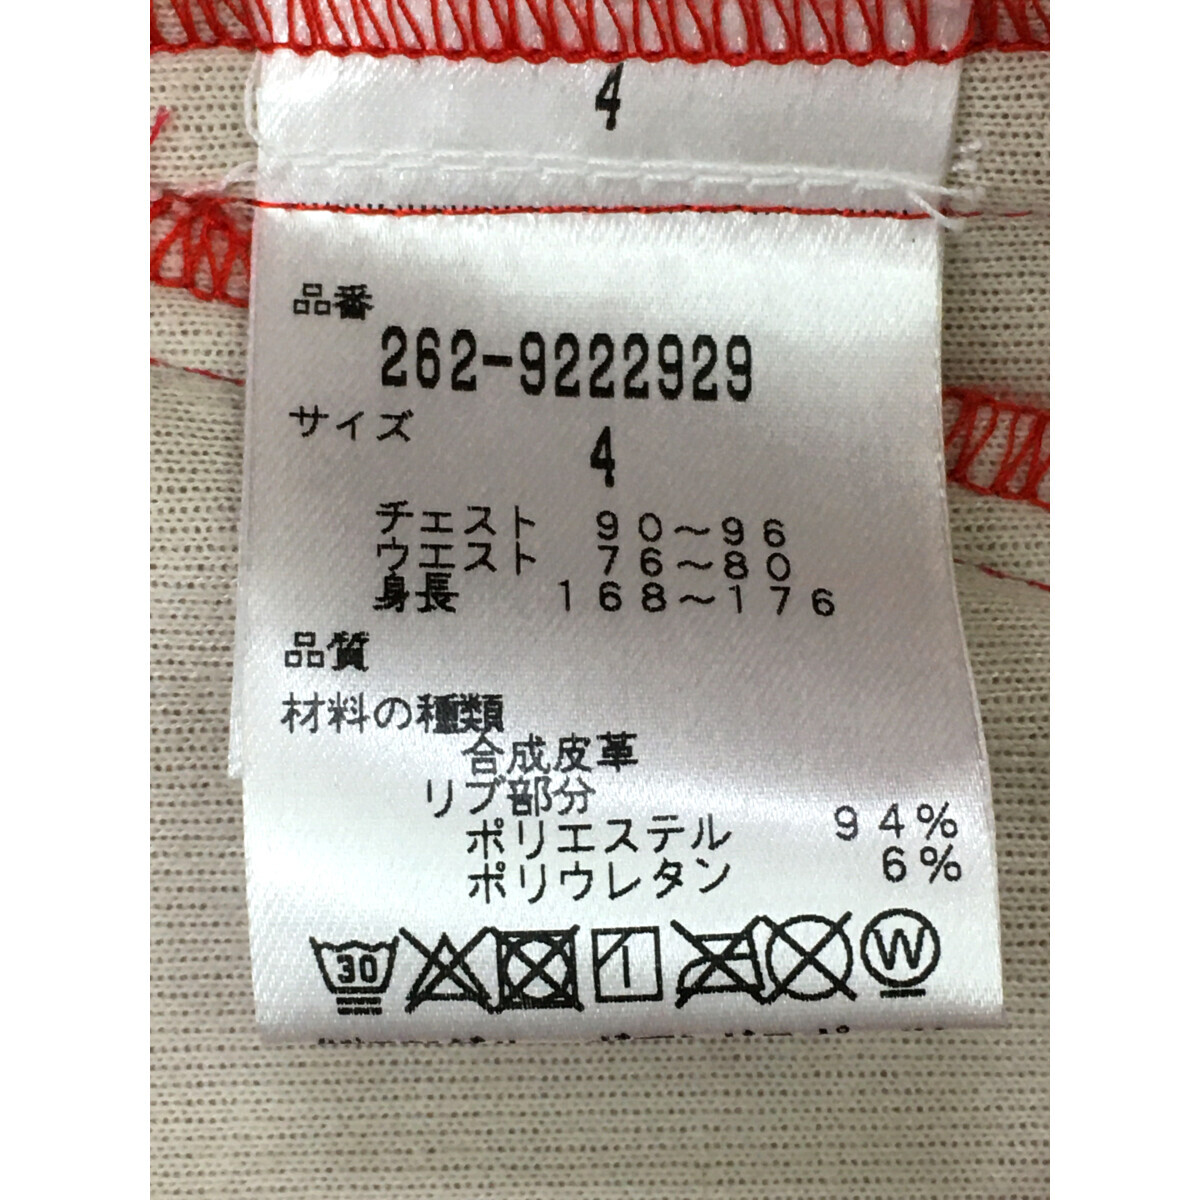 4
品番
262-9222929
サイズ
4
チェスト 90～96
ウエスト 76～80
身長 168～176
品質
材料の種類
合成皮革
リブ部分
ポリエステル 94%
ポリウレタン 6%
30 W